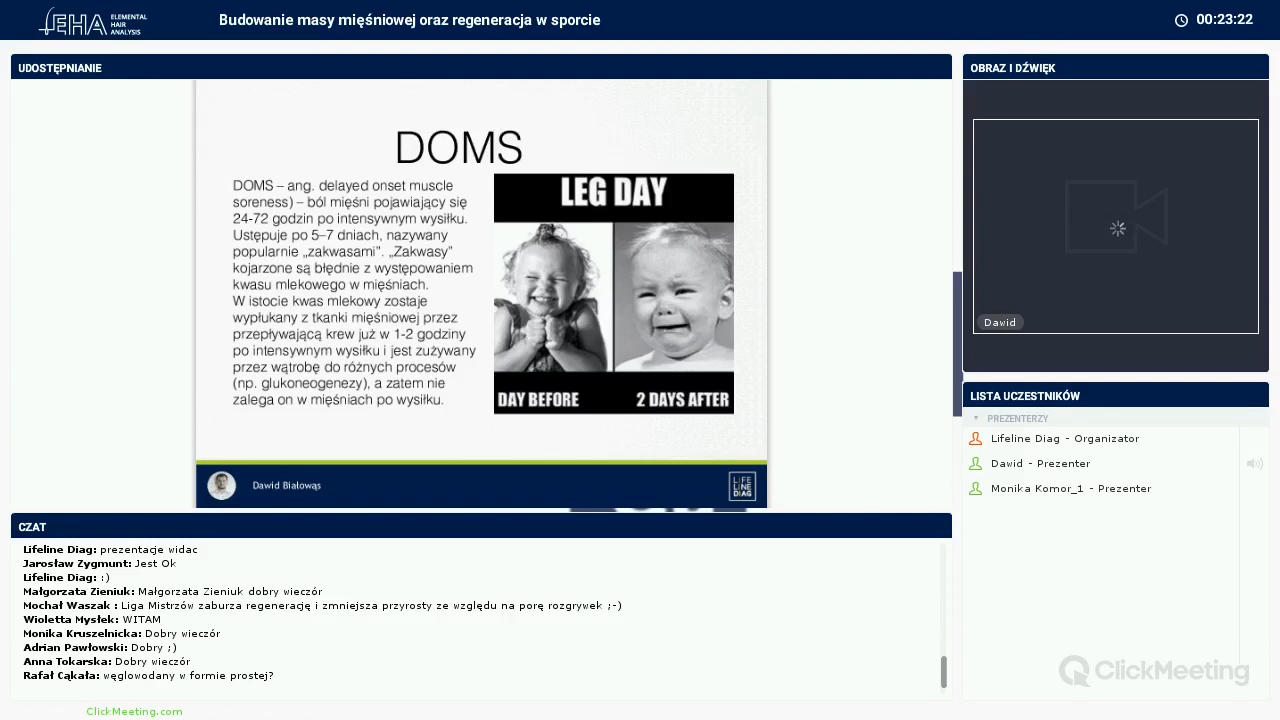 EHA ELEMENTAL
HAIR
ANALYSIS
Budowanie masy mięśniowej oraz regeneracja w sporcie
00:23:22
UDOSTĘPNIANIE
DOMS
DOMS – ang. delayed onset muscle
soreness) – ból mięśni pojawiający się
24-72 godzin po intensywnym wysiłku.
Ustępuje po 5–7 dniach, nazywany
popularnie „zakwasami”. „Zakwasy”
kojarzone są błędnie z występowaniem
kwasu mlekowego w mięśniach.
W istocie kwas mlekowy zostaje
wypłukany z tkanki mięśniowej przez
przepływającą krew już w 1-2 godziny
po intensywnym wysiłku i jest zużywany
przez wątrobę do różnych procesów
(np. glukoneogenezy), a zatem nie
zalega on w mięśniach po wysiłku.
LEG DAY
DAY BEFORE
2 DAYS AFTER
Dawid Białowąs
LIFE
LINE
DIAG
CZAT
Lifeline Diag: prezentacje widac
Jarosław Zygmunt: Jest Ok
Lifeline Diag: :)
Małgorzata Zieniuk: Małgorzata Zieniuk dobry wieczór
Mochał Waszak : Liga Mistrzów zaburza regenerację i zmniejsza przyrosty ze względu na porę rozgrywek ;-)
Wioletta Mysłek: WITAM
Monika Kruszelnicka: Dobry wieczór
Adrian Pawłowski: Dobry ;)
Anna Tokarska: Dobry wieczór
Rafał Cąkała: węglowodany w formie prostej?
ClickMeeting.com
OBRAZ I DŹWIĘK
Dawid
LISTA UCZESTNIKÓW
PREZENTERZY
Lifeline Diag - Organizator
Dawid - Prezenter
Monika Komor_1 - Prezenter
ClickMeeting